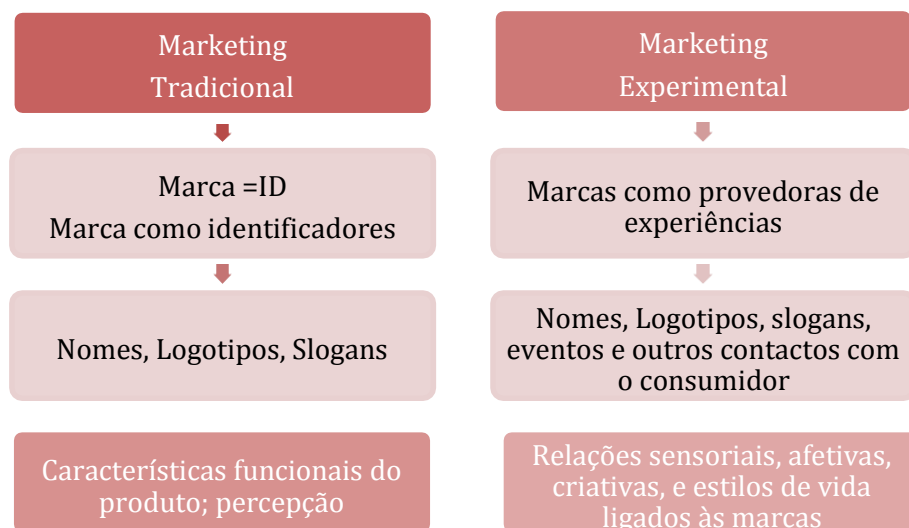 Marketing
Tradicional
Marca =ID
Marca como identificadores
Nomes, Logotipos, Slogans
Características funcionais do
produto; percepção
Marketing
Experimental
Marcas como provedoras de
experiências
Nomes, Logotipos, slogans,
eventos e outros contactos com
o consumidor
Relações sensoriais, afetivas,
criativas, e estilos de vida
ligados às marcas